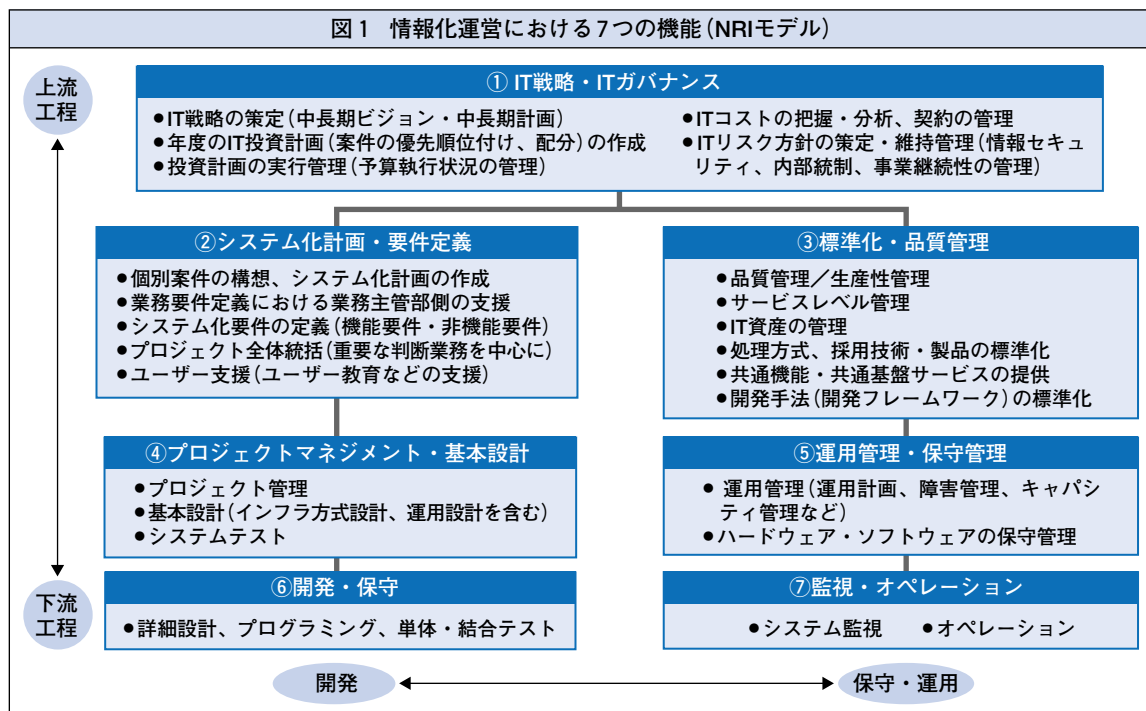 図1 情報化運営における7つの機能(NRIモデル)
上流
工程
①IT戦略・ITガバナンス
●IT戦略の策定(中長期ビジョン・中長期計画)
●年度のIT投資計画(案件の優先順位付け、配分)の作成
●投資計画の実行管理(予算執行状況の管理)
●ITコストの把握・分析、契約の管理
●ITリスク方針の策定・維持管理(情報セキュ
リティ、内部統制、事業継続性の管理)
②システム化計画・要件定義
●個別案件の構想、システム化計画の作成
●業務要件定義における業務主管部側の支援
●システム化要件の定義(機能要件・非機能要件)
●プロジェクト全体統括(重要な判断業務を中心に)
●ユーザー支援(ユーザー教育などの支援)
③標準化・品質管理
●品質管理/生産性管理
●サービスレベル管理
●IT資産の管理
●処理方式、採用技術・製品の標準化
●共通機能・共通基盤サービスの提供
●開発手法(開発フレームワーク)の標準化
④プロジェクトマネジメント・基本設計
●プロジェクト管理
●基本設計(インフラ方式設計、運用設計を含む)
●システムテスト
⑤運用管理・保守管理
●運用管理(運用計画、障害管理、キャパシ
ティ管理など)
●ハードウェア・ソフトウェアの保守管理
下流
工程
⑥開発・保守
●詳細設計、プログラミング、単体・結合テスト
⑦監視・オペレーション
●システム監視 ●オペレーション
開発
保守・運用